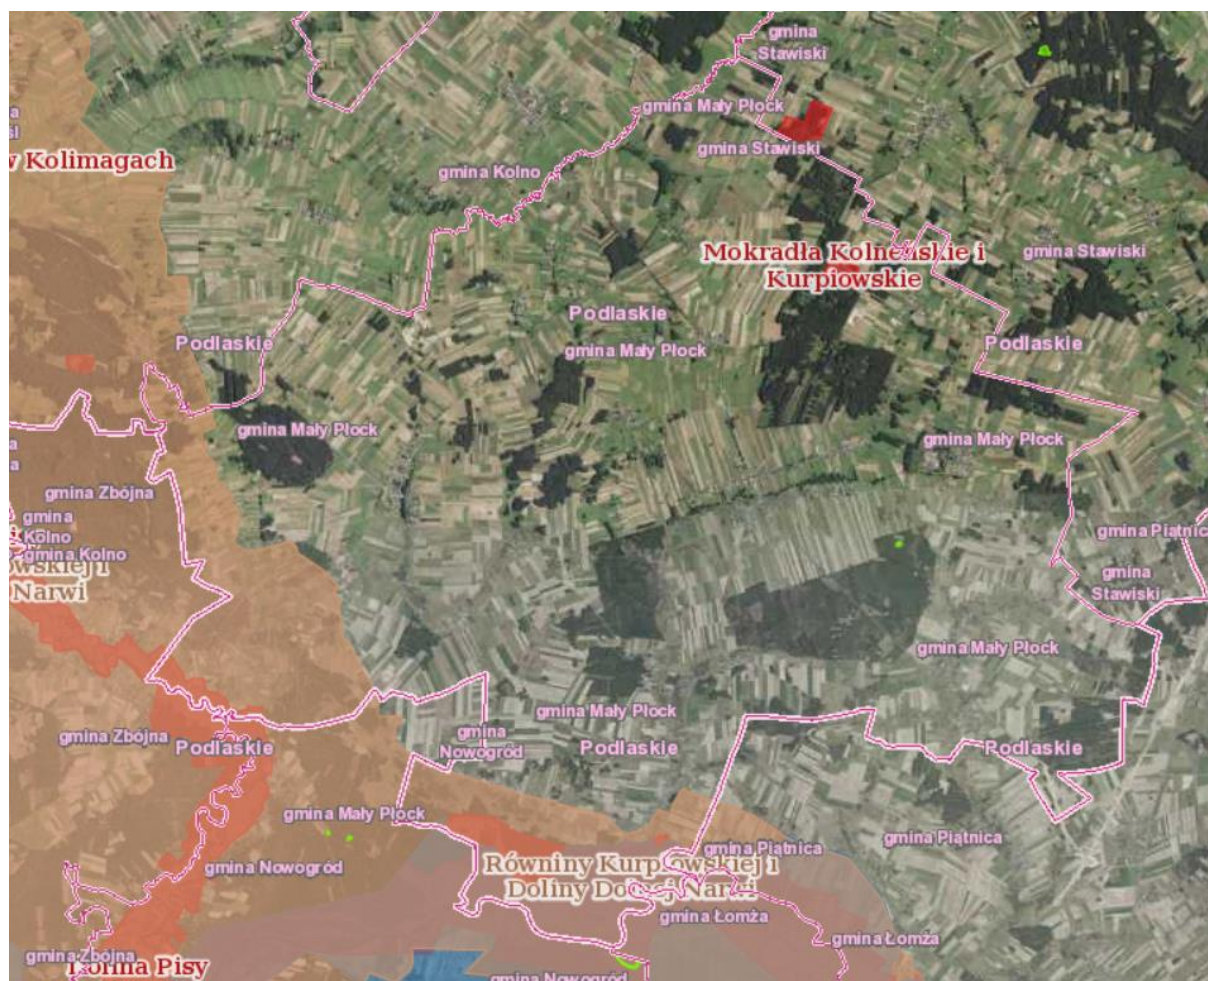 gmina
Stawiski
gmina Mały Płock
gmina Stawiski
w Kolimagach
gmina Kolno
Mokradła Kolneńskie i
Kurpiowskie
gmina Stawiski
Podlaskie
Podlaskie
Podlaskie
gmina Mały Płock
gmina Mały Płock
gmina Mały Płock
gmina Zbójna
gmina
Kolno
gmina Kolno
owskiej i
Narwi
gmina Piątnic
gmina
Stawiski
gmina Mały Płock
gmina Mały Płock
gmina Zbójna
Podlaskie
gmina
Nowogród
Podlaskie
Podlaskie
gmina Mały Płock
gmina Piątnica
gmina Piątnica
gmina Nowogród
Równiny Kurpiowskiej i
Doliny Dolnej Narwi
gmina Łomża
gmina Łomża
gmina Zbójna
Dolina Pisy
gmina Nowogród